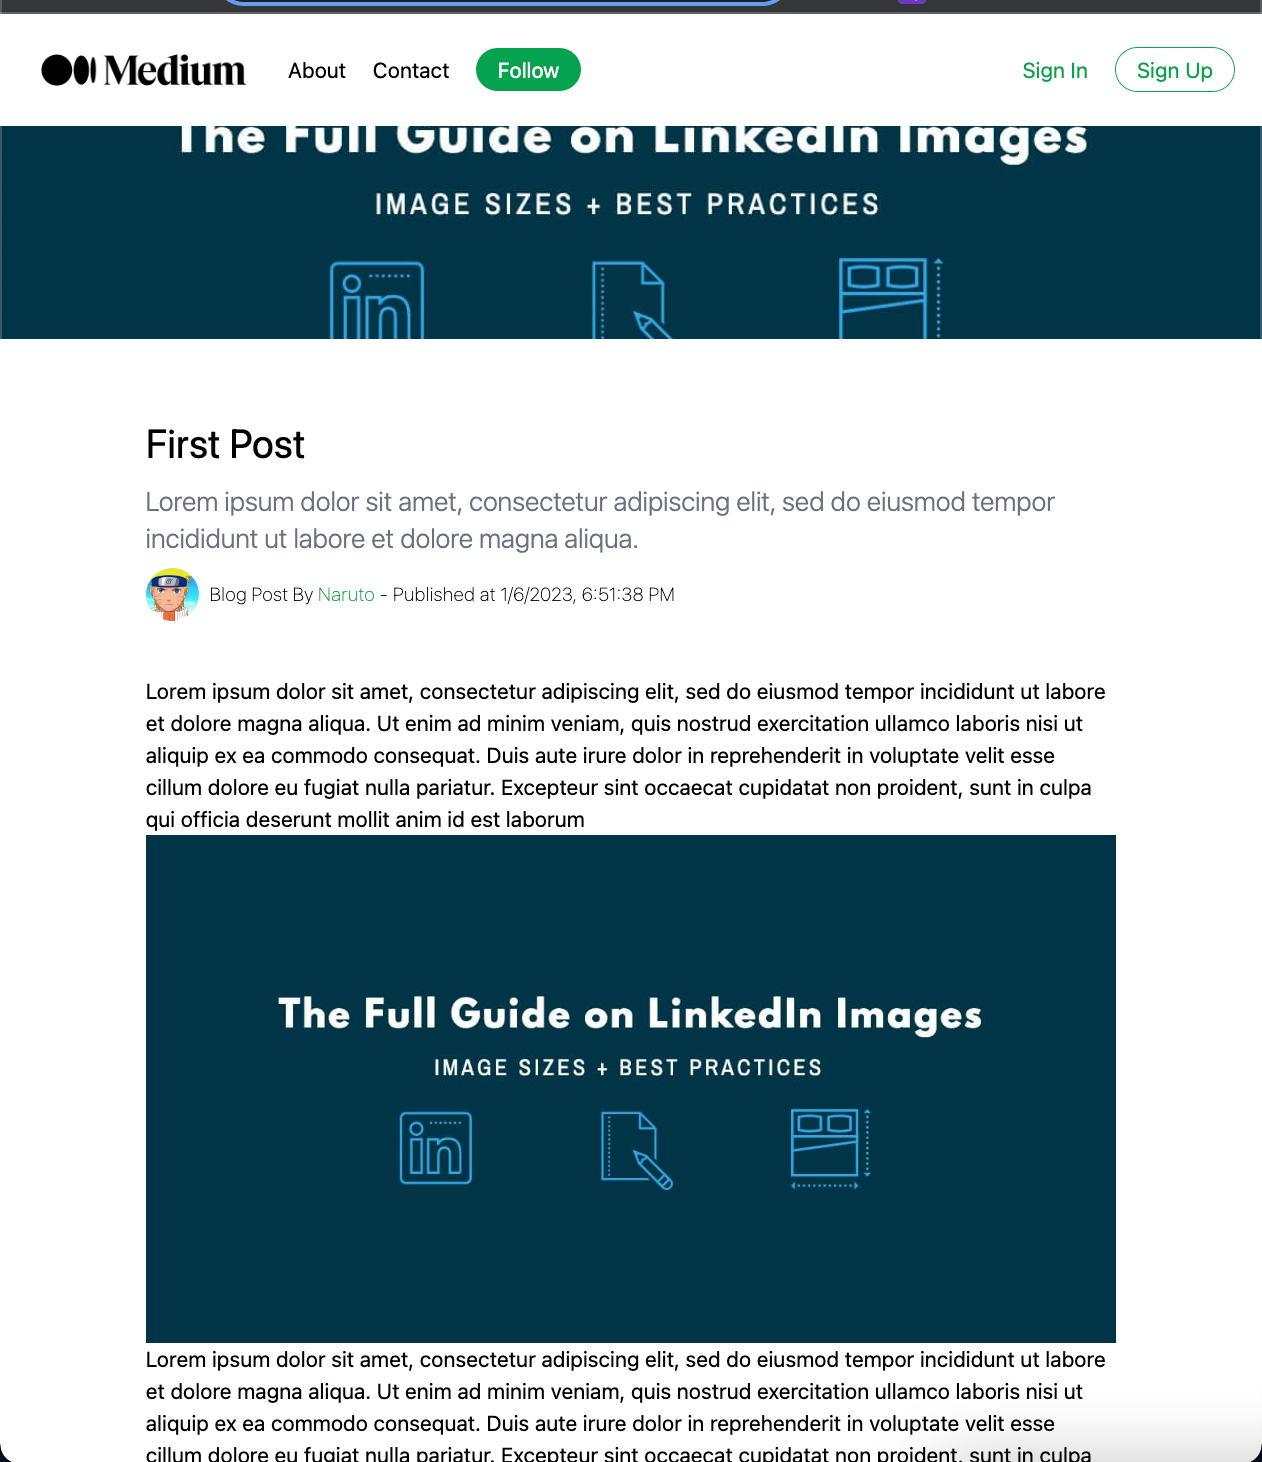 Medium About Contact Follow Sign In Sign Up
The Full Guide on LinkedIn Images
IMAGE SIZES + BEST PRACTICES
in
First Post
Lorem ipsum dolor sit amet, consectetur adipiscing elit, sed do eiusmod tempor
incididunt ut labore et dolore magna aliqua.
Blog Post By Naruto - Published at 1/6/2023, 6:51:38 PM
Lorem ipsum dolor sit amet, consectetur adipiscing elit, sed do eiusmod tempor incididunt ut labore
et dolore magna aliqua. Ut enim ad minim veniam, quis nostrud exercitation ullamco laboris nisi ut
aliquip ex ea commodo consequat. Duis aute irure dolor in reprehenderit in voluptate velit esse
cillum dolore eu fugiat nulla pariatur. Excepteur sint occaecat cupidatat non proident, sunt in culpa
qui officia deserunt mollit anim id est laborum
The Full Guide on LinkedIn Images
IMAGE SIZES + BEST PRACTICES
in
Lorem ipsum dolor sit amet, consectetur adipiscing elit, sed do eiusmod tempor incididunt ut labore
et dolore magna aliqua. Ut enim ad minim veniam, quis nostrud exercitation ullamco laboris nisi ut
aliquip ex ea commodo consequat. Duis aute irure dolor in reprehenderit in voluptate velit esse
cillum dolore eu fugiat nulla pariatur. Excepteur sint occaecat cupidatat non proident, sunt in culpa